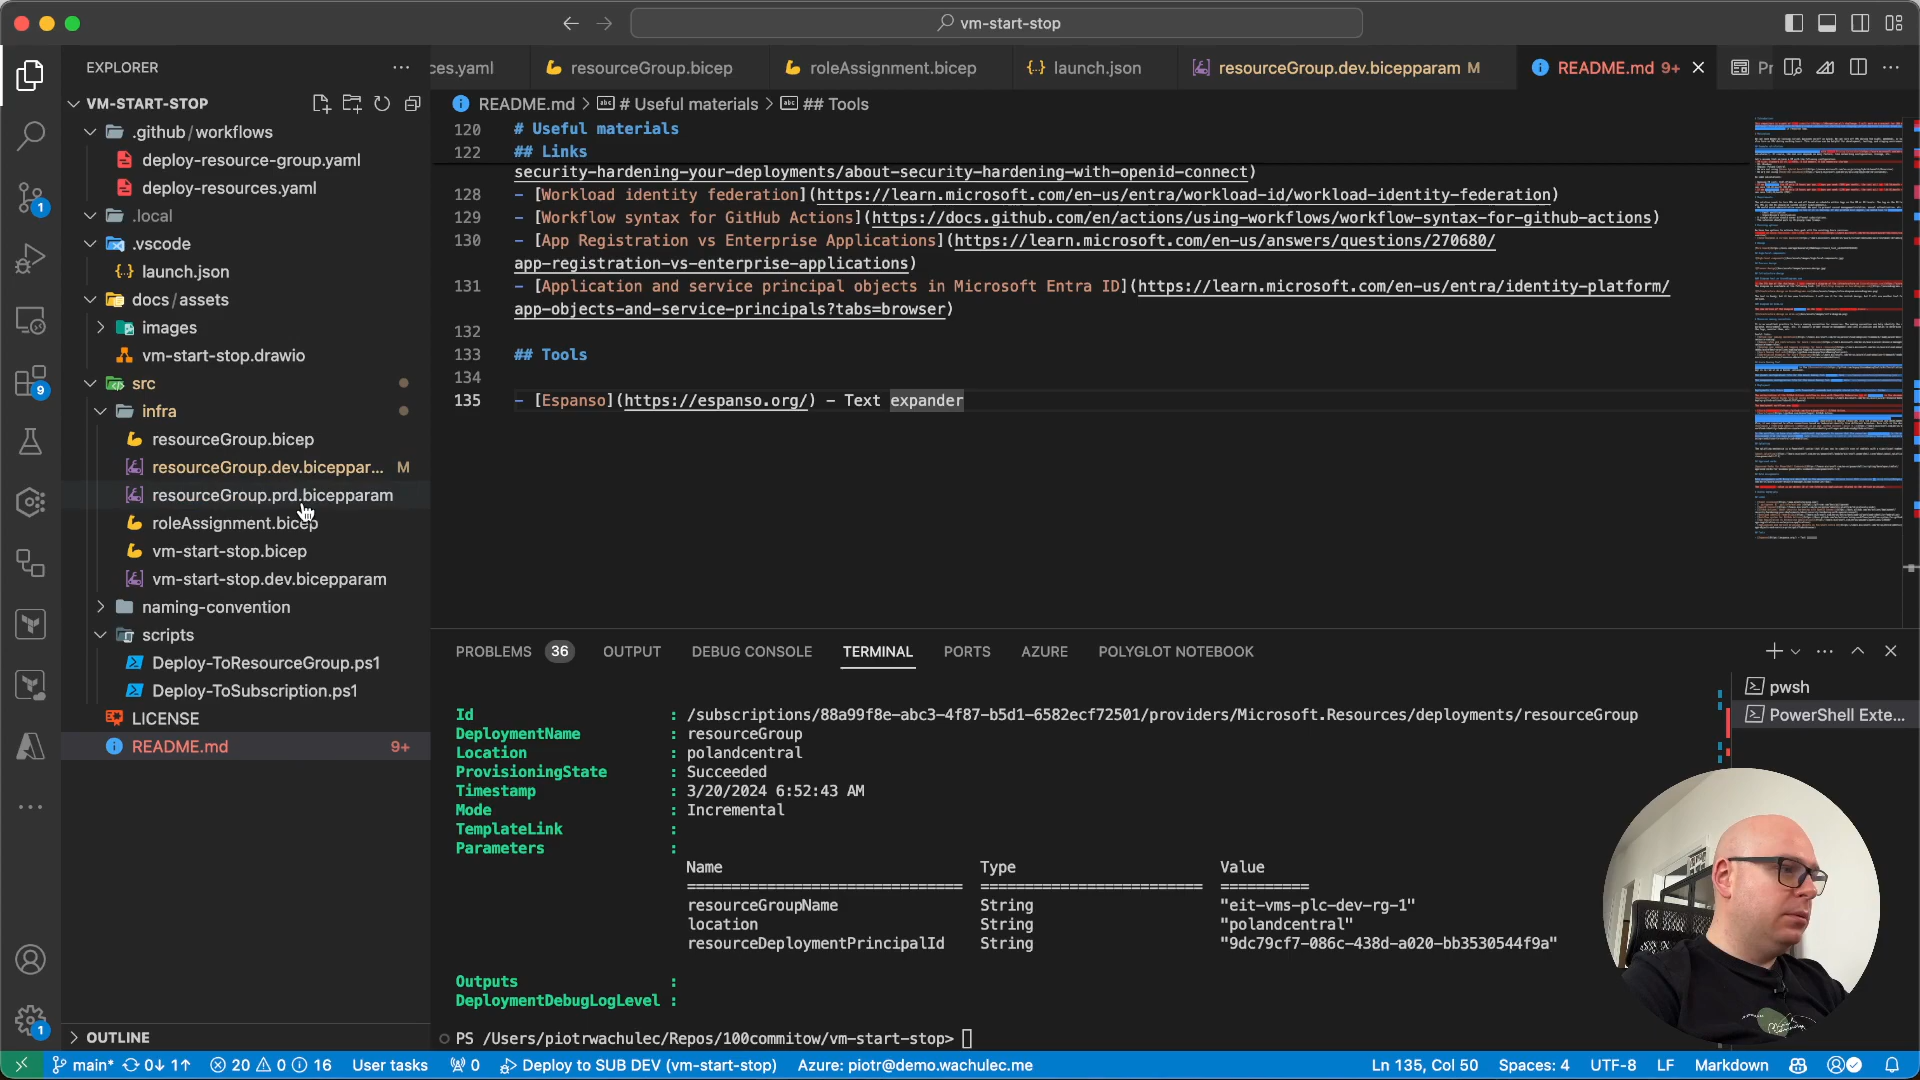 vm-start-stop
EXPLORER
ces.yaml
resourceGroup.bicep
roleAssignment.bicep
launch.json
resourceGroup.dev.bicepparam M
README.md 9+
Pr
VM-START-STOP
README.md > # Useful materials > ## Tools
.github/workflows
deploy-resource-group.yaml
deploy-resources.yaml
.local
.vscode
launch.json
docs/assets
images
vm-start-stop.drawio
src
infra
resourceGroup.bicep
resourceGroup.dev.biceppar... M
resourceGroup.prd.bicepparam
roleAssignment.bicep
vm-start-stop.bicep
vm-start-stop.dev.bicepparam
naming-convention
scripts
Deploy-ToResourceGroup.ps1
Deploy-ToSubscription.ps1
LICENSE
README.md 9+
OUTLINE
1
9
1
120 # Useful materials
122 ## Links
security-hardening-your-deployments/about-security-hardening-with-openid-connect)
128 - [Workload identity federation](https://learn.microsoft.com/en-us/entra/workload-id/workload-identity-federation)
129 - [Workflow syntax for GitHub Actions](https://docs.github.com/en/actions/using-workflows/workflow-syntax-for-github-actions)
130 - [App Registration vs Enterprise Applications](https://learn.microsoft.com/en-us/answers/questions/270680/
app-registration-vs-enterprise-applications)
131 - [Application and service principal objects in Microsoft Entra ID](https://learn.microsoft.com/en-us/entra/identity-platform/
app-objects-and-service-principals?tabs=browser)
132
133 ## Tools
134
135 - [Espanso](https://espanso.org/) - Text expander
PROBLEMS 36 OUTPUT DEBUG CONSOLE TERMINAL PORTS AZURE POLYGLOT NOTEBOOK
pwsh
PowerShell Exte...
Id : /subscriptions/88a99f8e-abc3-4f87-b5d1-6582ecf72501/providers/Microsoft.Resources/deployments/resourceGroup
DeploymentName : resourceGroup
Location : polandcentral
ProvisioningState : Succeeded
Timestamp : 3/20/2024 6:52:43 AM
Mode : Incremental
TemplateLink :
Parameters :
Name Type Value
=============================== ========================= ==========
resourceGroupName String "eit-vms-plc-dev-rg-1"
location String "polandcentral"
resourceDeploymentPrincipalId String "9dc79cf7-086c-438d-a020-bb3530544f9a"
Outputs :
DeploymentDebugLogLevel :
PS /Users/piotrwachulec/Repos/100commitow/vm-start-stop>
main* 0↓ 1↑ 20 0 16 User tasks 0 Deploy to SUB DEV (vm-start-stop) Azure: piotr@demo.wachulec.me Ln 135, Col 50 Spaces: 4 UTF-8 LF Markdown